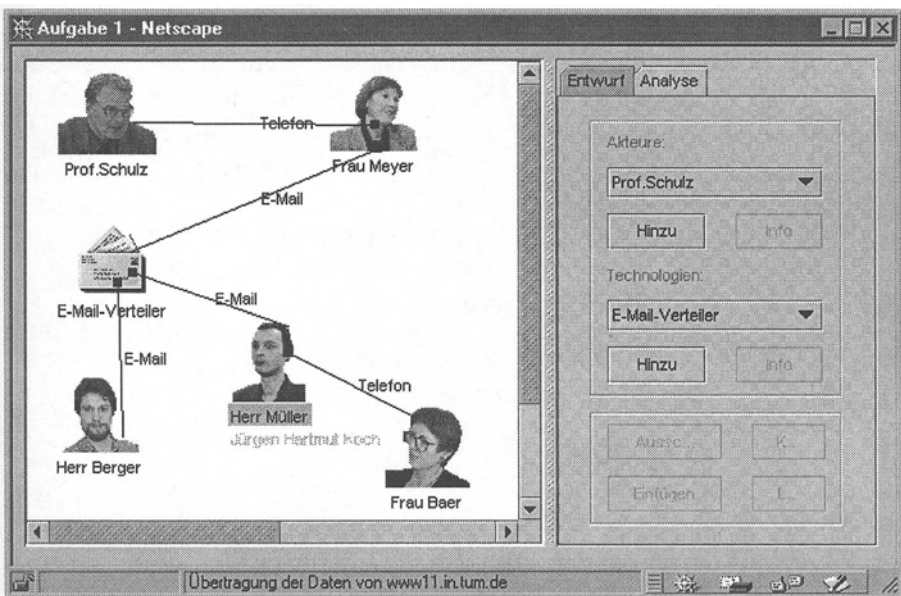 Aufgabe 1 - Netscape
Telefon
Prof.Schulz
Frau Meyer
E-Mail
E-Mail-Verteiler
E-Mail
E-Mail
Telefon
Herr Müller
Jürgen Hartmut Koch
Herr Berger
Frau Baer
Entwurf Analyse
Akteure:
Prof.Schulz
Hinzu Info
Technologien:
E-Mail-Verteiler
Hinzu Info
Aussc... K...
Einfügen L...
Übertragung der Daten von www11.in.tum.de